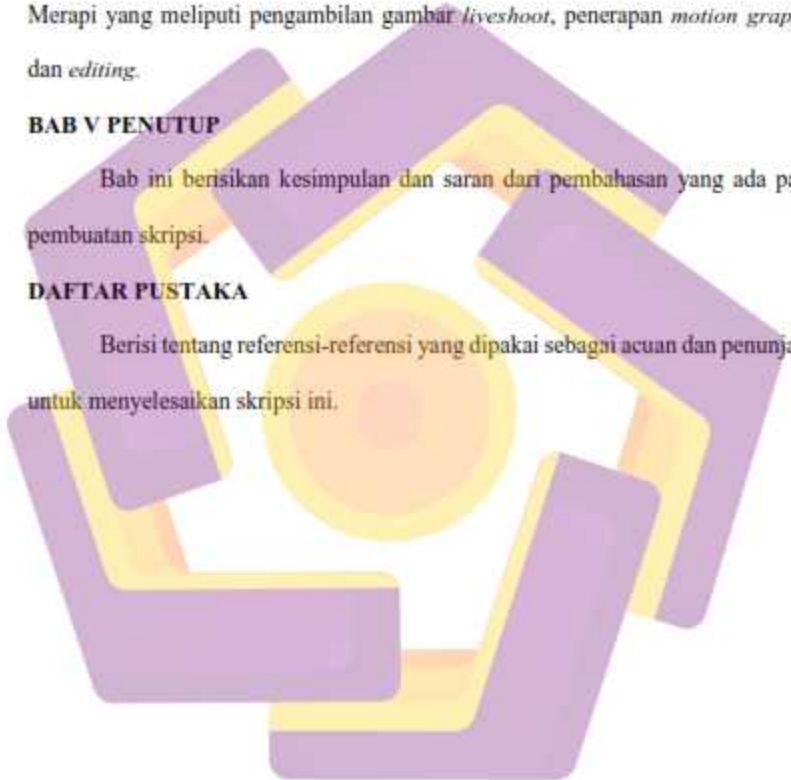 Merapi yang meliputi pengambilan gambar liveshoot, penerapan motion grap
dan editing.
BAB V PENUTUP
Bab ini berisikan kesimpulan dan saran dari pembahasan yang ada pa
pembuatan skripsi.
DAFTAR PUSTAKA
Berisi tentang referensi-referensi yang dipakai sebagai acuan dan penunja
untuk menyelesaikan skripsi ini.